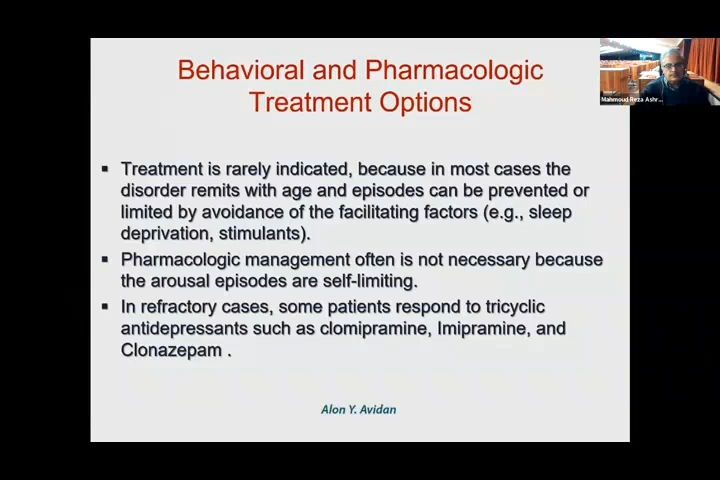 Behavioral and Pharmacologic
Treatment Options
▪ Treatment is rarely indicated, because in most cases the
disorder remits with age and episodes can be prevented or
limited by avoidance of the facilitating factors (e.g., sleep
deprivation, stimulants).
▪ Pharmacologic management often is not necessary because
the arousal episodes are self-limiting.
▪ In refractory cases, some patients respond to tricyclic
antidepressants such as clomipramine, Imipramine, and
Clonazepam .
Alon Y. Avidan
Mahmoud Reza Ashr...